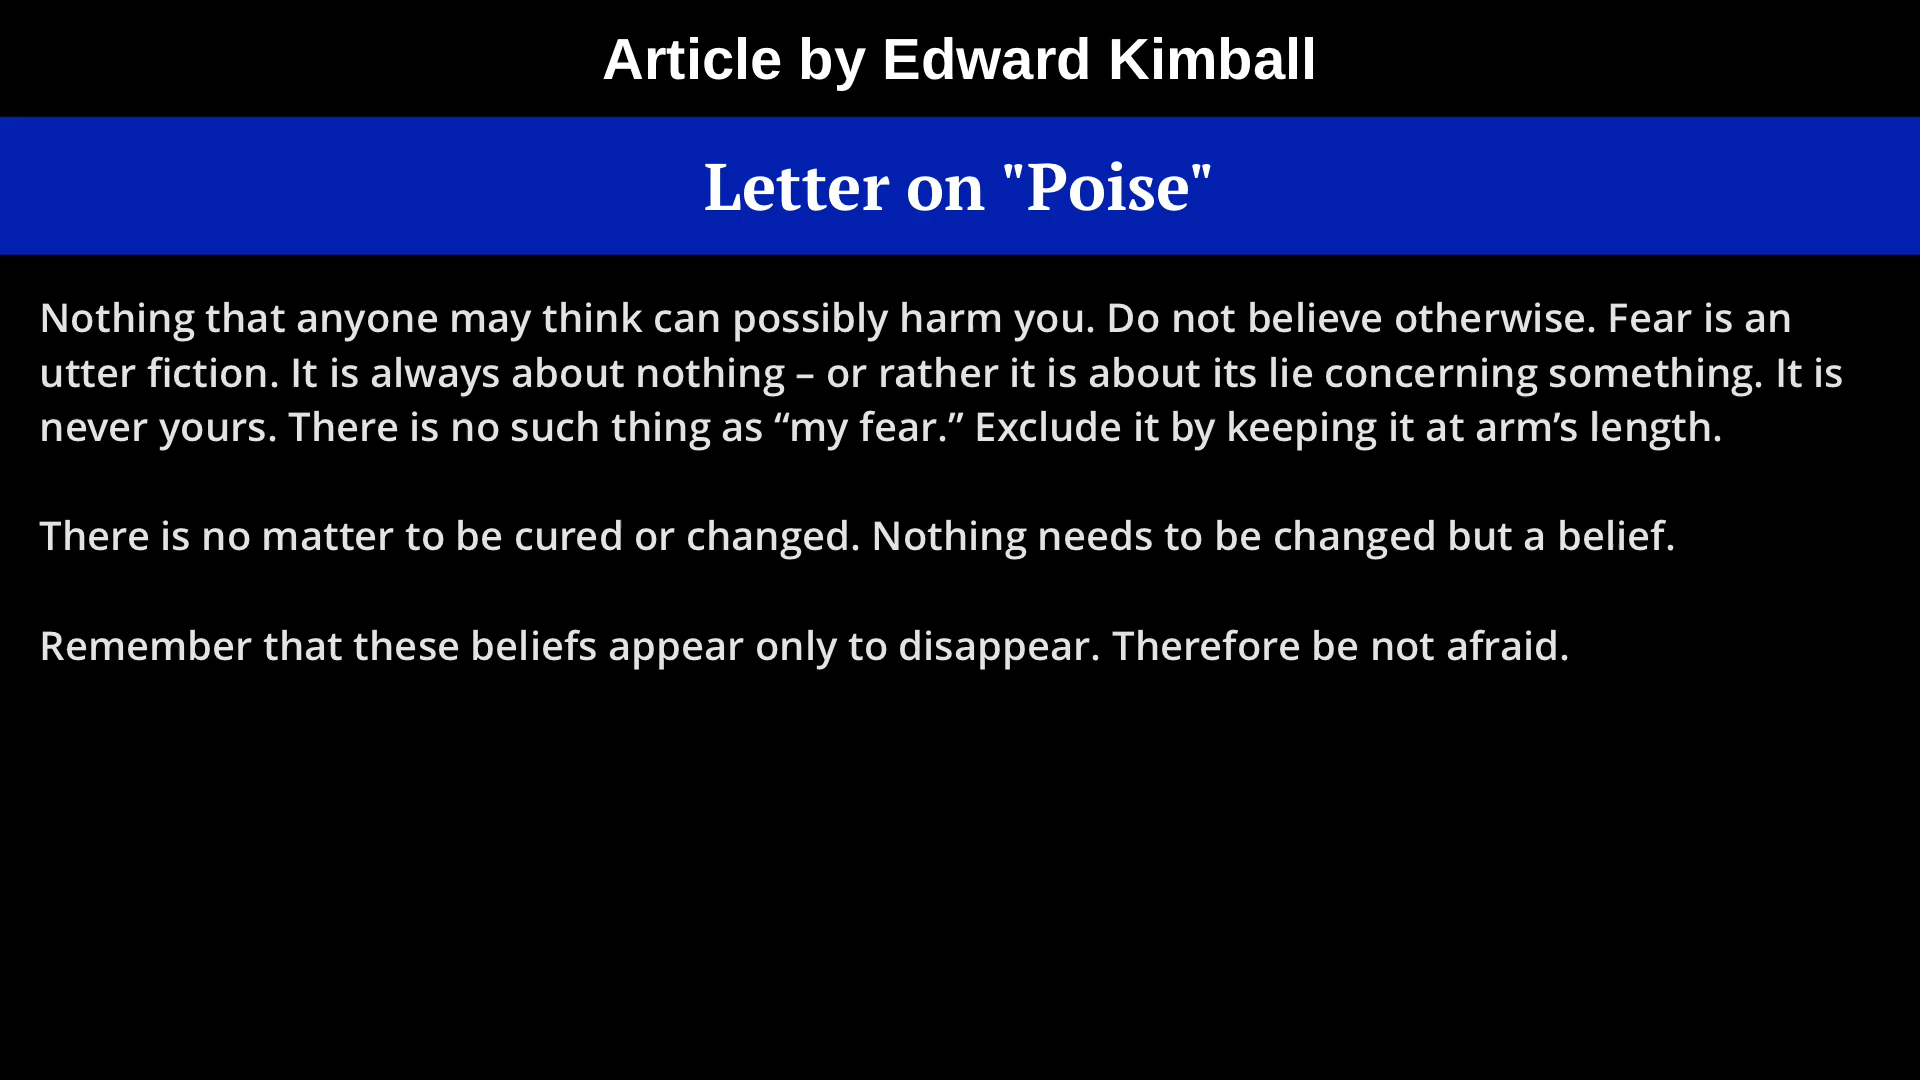 Article by Edward Kimball
Letter on "Poise"
Nothing that anyone may think can possibly harm you. Do not believe otherwise. Fear is an
utter fiction. It is always about nothing – or rather it is about its lie concerning something. It is
never yours. There is no such thing as “my fear.” Exclude it by keeping it at arm’s length.
There is no matter to be cured or changed. Nothing needs to be changed but a belief.
Remember that these beliefs appear only to disappear. Therefore be not afraid.